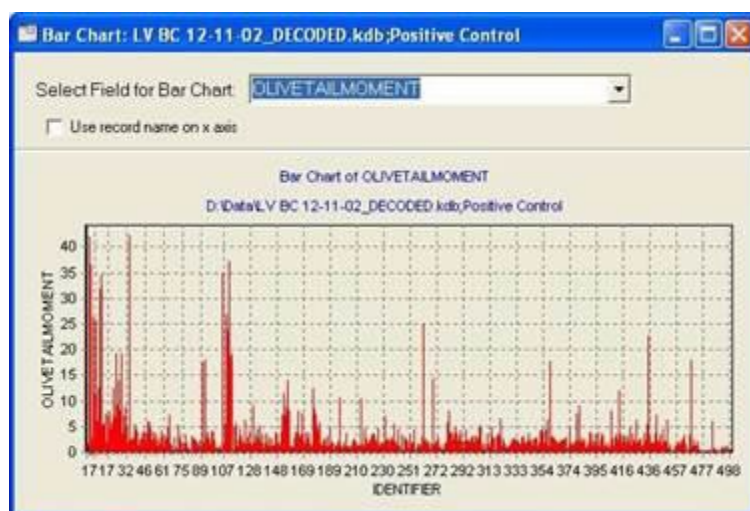 Bar Chart: LV BC 12-11-02_DECODED.kdb;Positive Control
Select Field for Bar Chart OLIVETAILMOMENT
Use record name on x axis
Bar Chart of OLIVETAILMOMENT
D:\Data\LV BC 12-11-02_DECODED.kdb;Positive Control
OLIVETAILMOMENT
40
35
30
25
20
15
10
5
0
17 17 32 46 61 75 89 107 128 148 169 189 210 230 251 272 292 313 333 354 374 395 416 436 457 477 498
IDENTIFIER